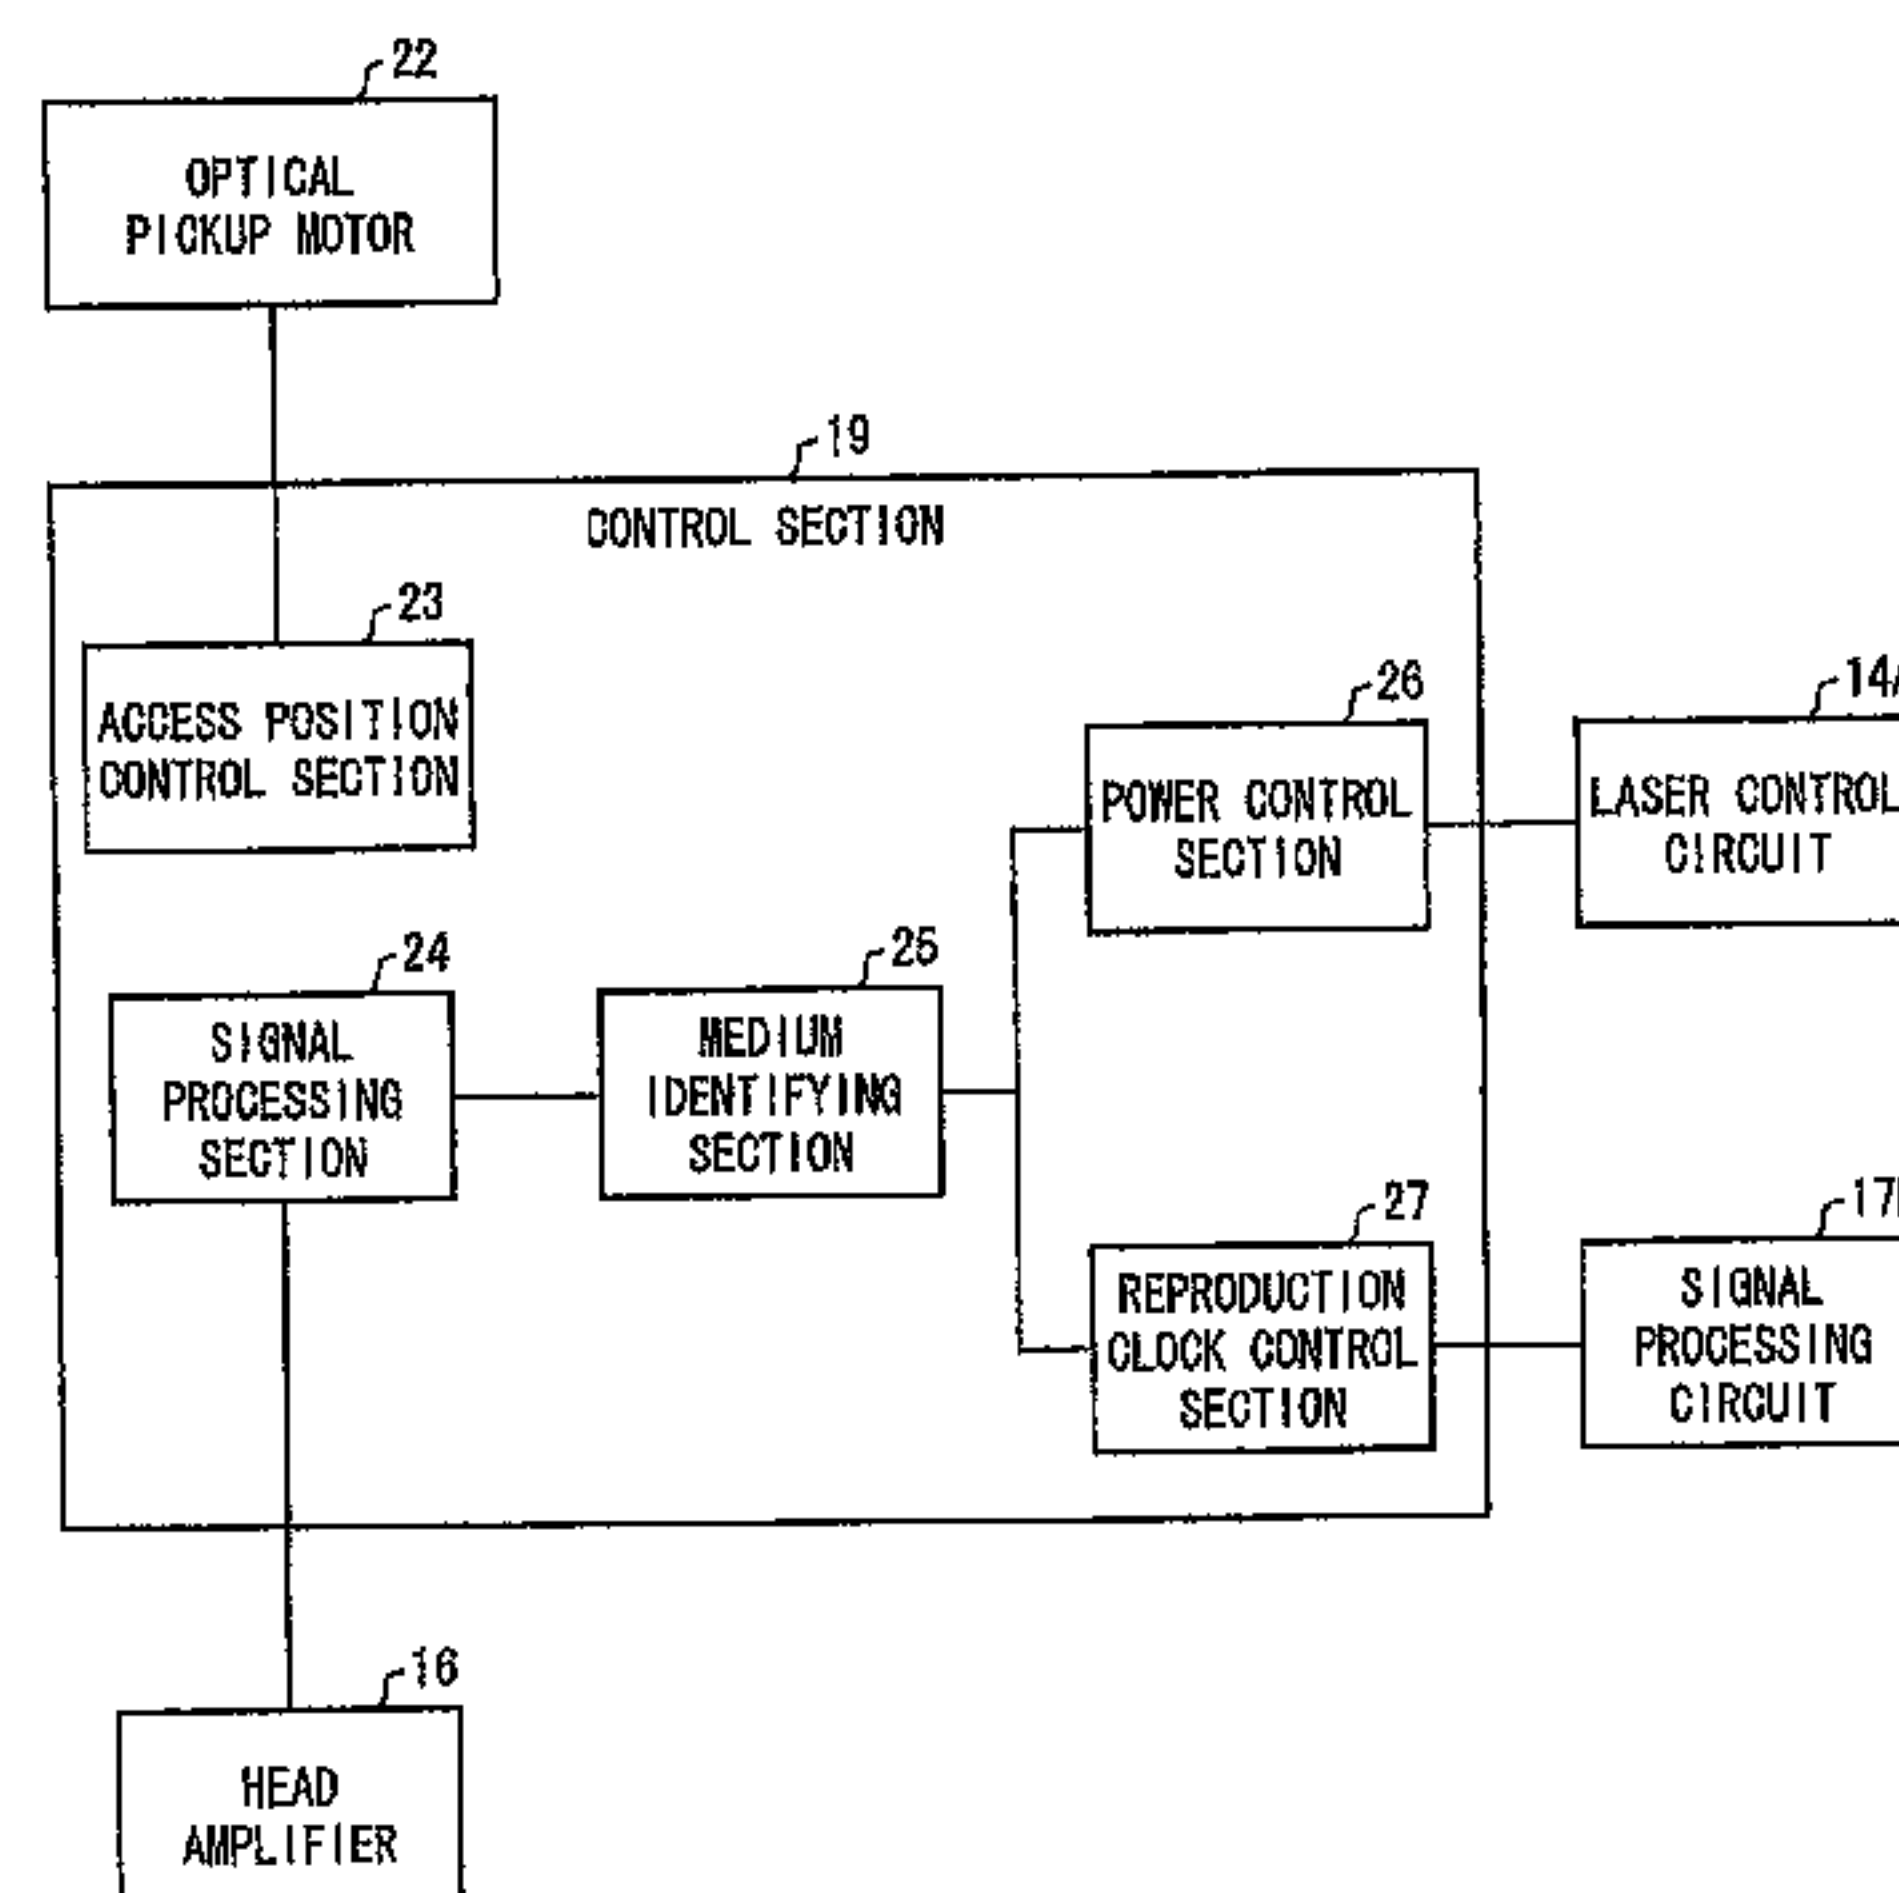 22
OPTICAL
PICKUP MOTOR
19
CONTROL SECTION
23
ACCESS POSITION
CONTROL SECTION
26
POWER CONTROL
SECTION
14A
LASER CONTROL
CIRCUIT
24
SIGNAL
PROCESSING
SECTION
25
MEDIUM
IDENTIFYING
SECTION
27
REPRODUCTION
CLOCK CONTROL
SECTION
SIGNAL
PROCESSING
CIRCUIT
16
HEAD
AMPLIFIER